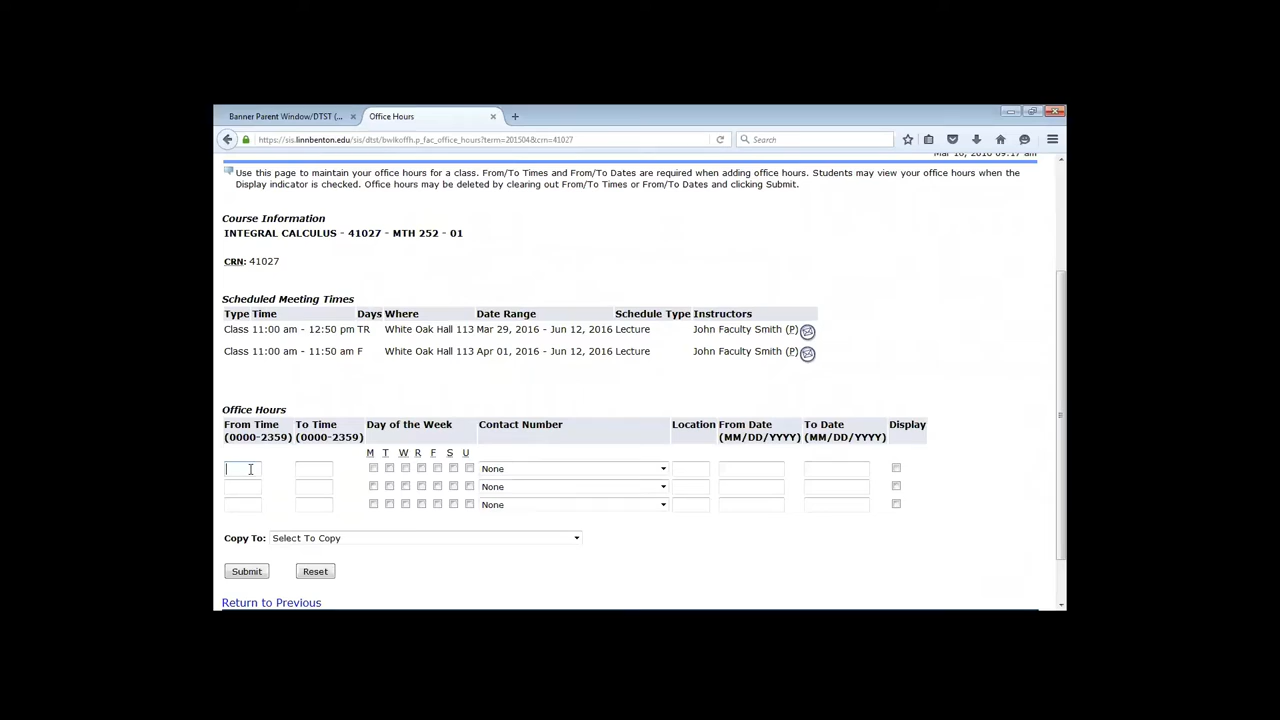 Banner Parent Window/DTST (... × Office Hours × +
https://sis.linnbenton.edu/sis/dtst/bwlkoffh.p_fac_office_hours?term=201504&crn=41027 Search
Use this page to maintain your office hours for a class. From/To Times and From/To Dates are required when adding office hours. Students may view your office hours when the
Display indicator is checked. Office hours may be deleted by clearing out From/To Times or From/To Dates and clicking Submit.
Course Information
INTEGRAL CALCULUS - 41027 - MTH 252 - 01
CRN: 41027
Scheduled Meeting Times
Type Time Days Where Date Range Schedule Type Instructors
Class 11:00 am - 12:50 pm TR White Oak Hall 113 Mar 29, 2016 - Jun 12, 2016 Lecture John Faculty Smith (P)
Class 11:00 am - 11:50 am F White Oak Hall 113 Apr 01, 2016 - Jun 12, 2016 Lecture John Faculty Smith (P)
Office Hours
From Time To Time Day of the Week Contact Number Location From Date To Date Display
(0000-2359) (0000-2359) (MM/DD/YYYY) (MM/DD/YYYY)
M T W R F S U
None
None
None
Copy To: Select To Copy
Submit Reset
Return to Previous